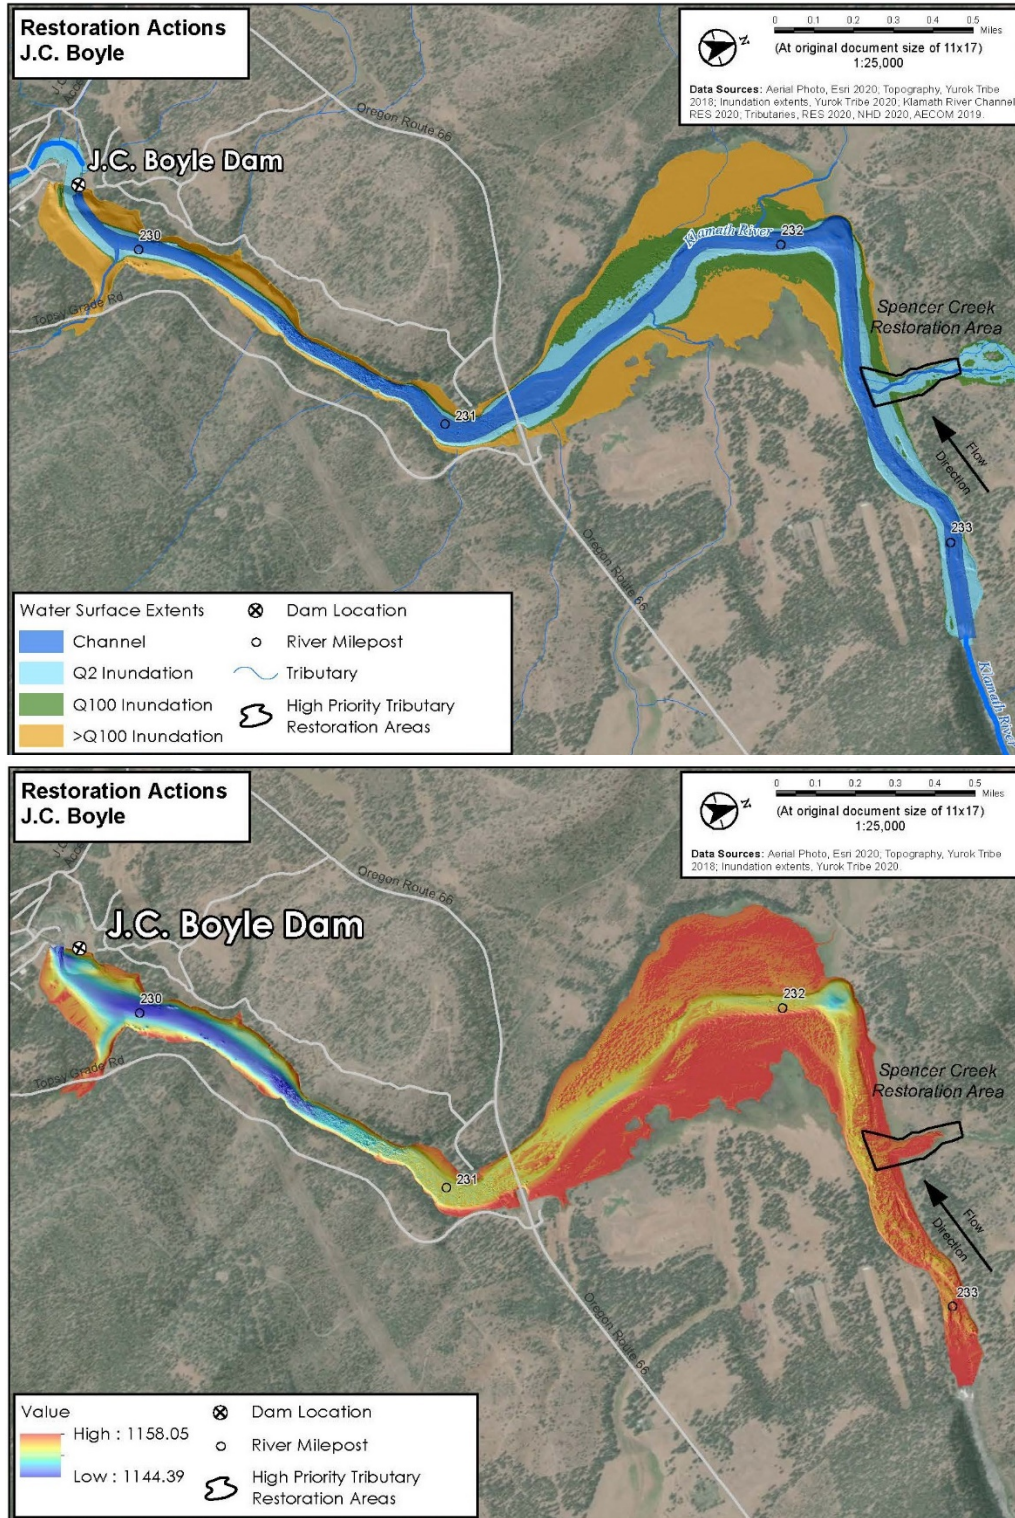 Restoration Actions
J.C. Boyle
0 0.1 0.2 0.3 0.4 0.5
Miles
N
(At original document size of 11x17)
1:25,000
Data Sources: Aerial Photo, Esri 2020; Topography, Yurok Tribe
2018; Inundation extents, Yurok Tribe 2020; Klamath River Channel,
RES 2020; Tributaries, RES 2020, NHD 2020, AECOM 2019.
Oregon Route 66
J.C. Boyle Dam
230
Topsy Grade Rd
231
Klamath River
232
Spencer Creek
Restoration Area
Flow
Direction
233
Oregon Route 66
Klamath River
Water Surface Extents
Channel
Q2 Inundation
Q100 Inundation
>Q100 Inundation
Dam Location
River Milepost
Tributary
High Priority Tributary
Restoration Areas
Restoration Actions
J.C. Boyle
0 0.1 0.2 0.3 0.4 0.5
Miles
N
(At original document size of 11x17)
1:25,000
Data Sources: Aerial Photo, Esri 2020; Topography, Yurok Tribe
2018; Inundation extents, Yurok Tribe 2020.
Oregon Route 66
J.C. Boyle Dam
230
Topsy Grade Rd
231
232
Spencer Creek
Restoration Area
Flow
Direction
233
Oregon Route 66
Value
High : 1158.05
Low : 1144.39
Dam Location
River Milepost
High Priority Tributary
Restoration Areas